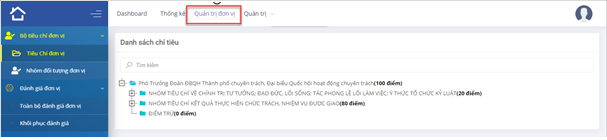 Dashboard Thống kê Quản trị đơn vị Quản trị
Bộ tiêu chí đơn vị
Tiêu Chí đơn vị
Nhóm đối tượng đơn vị
Đánh giá đơn vị
Toàn bộ đánh giá đơn vị
Khôi phục đánh giá
Danh sách chỉ tiêu
Tìm kiếm
Phó Trưởng Đoàn ĐBQH Thành phố chuyên trách, Đại biểu Quốc hội hoạt động chuyên trách(100 điểm)
NHÓM TIÊU CHÍ VỀ CHÍNH TRỊ TƯ TƯỞNG; ĐẠO ĐỨC, LỐI SỐNG; TÁC PHONG LỀ LỐI LÀM VIỆC; Ý THỨC TỔ CHỨC KỶ LUẬT(20 điểm)
NHÓM TIÊU CHÍ KẾT QUẢ THỰC HIỆN CHỨC TRÁCH, NHIỆM VỤ ĐƯỢC GIAO(80 điểm)
ĐIỂM TRỪ(0 điểm)